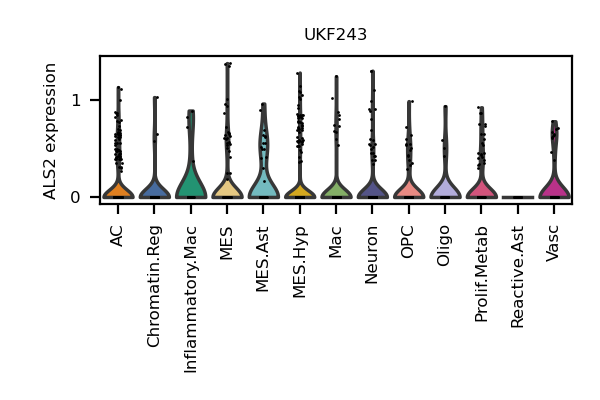 UKF243
ALS2 expression
1
0
AC
Chromatin.Reg
Inflammatory.Mac
MES
MES.Ast
MES.Hyp
Mac
Neuron
OPC
Oligo
Prolif.Metab
Reactive.Ast
Vasc